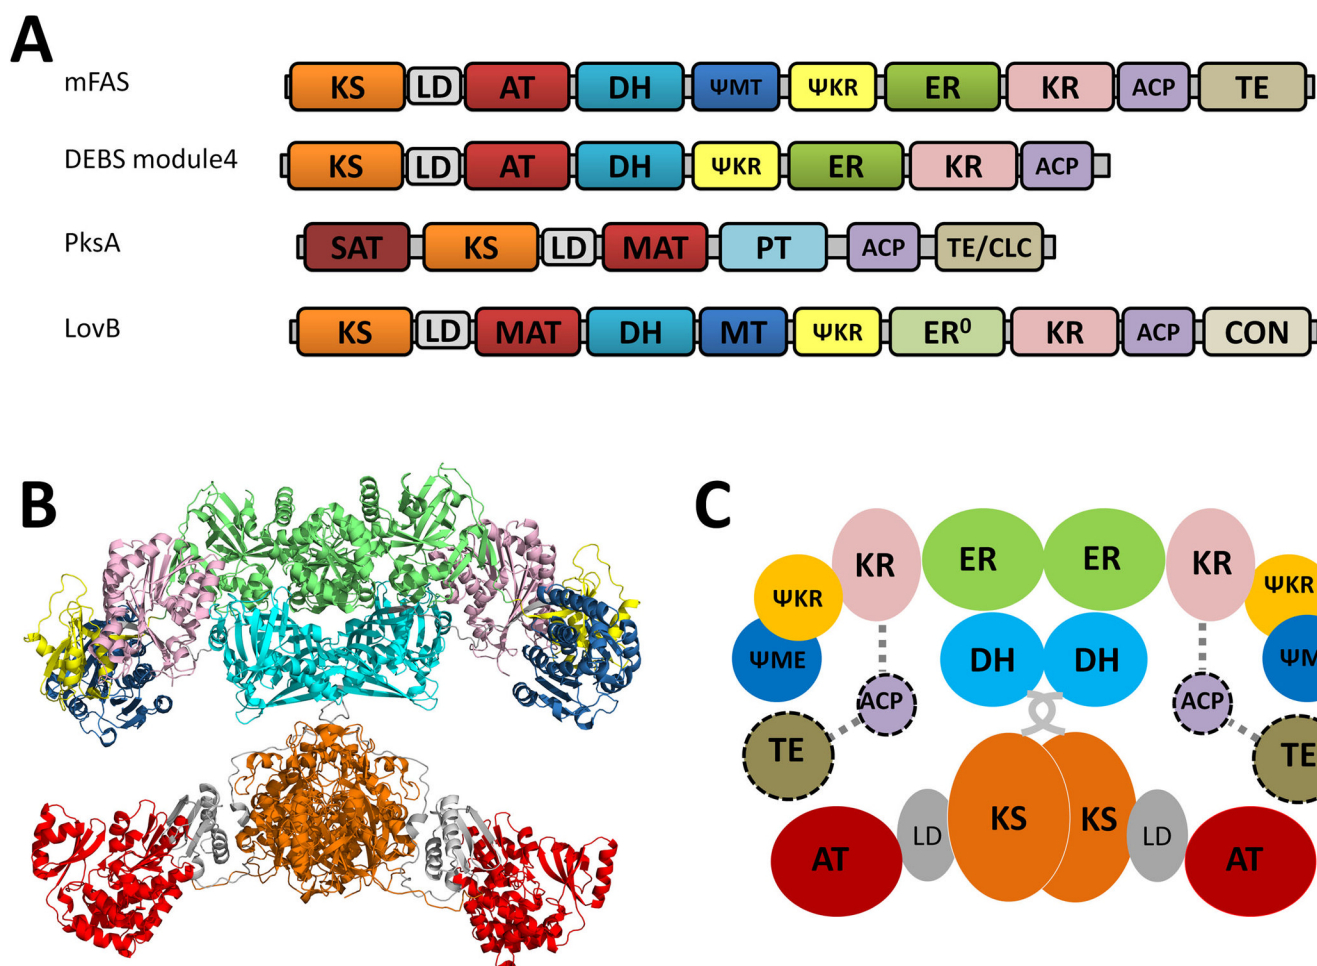 A
mFAS KS LD AT DH ΨMT ΨKR ER KR ACP TE
DEBS module4 KS LD AT DH ΨKR ER KR ACP
PksA SAT KS LD MAT PT ACP TE/CLC
LovB KS LD MAT DH MT ΨKR ER⁰ KR ACP CON
B
C
KR ER ER KR
ΨKR ΨKR
ΨME DH DH ΨM
ACP ACP
TE TE
KS KS
LD LD
AT AT